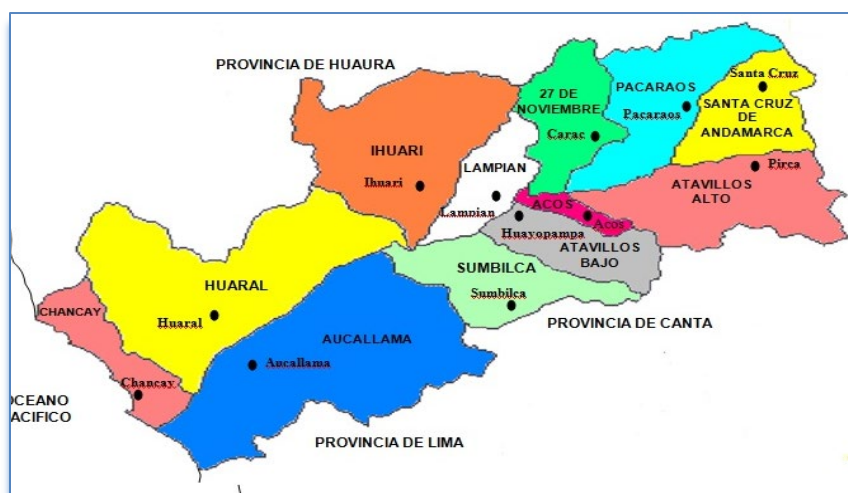 PROVINCIA DE HUAURA
27 DE
NOVIEMBRE
Carac
PACARAOS
Pacaraos
Santa Cruz
SANTA CRUZ
DE
ANDAMARCA
Pirca
ATAVILLOS
ALTO
IHUARI
Ihuari
LAMPIAN
Lampian
ACOS
Acos
Huayopampa
ATAVILLOS
BAJO
SUMBILCA
Sumbilca
PROVINCIA DE CANTA
HUARAL
Huaral
CHANCAY
Chancay
AUCALLAMA
Aucallama
OCEANO
ACIFICO
PROVINCIA DE LIMA